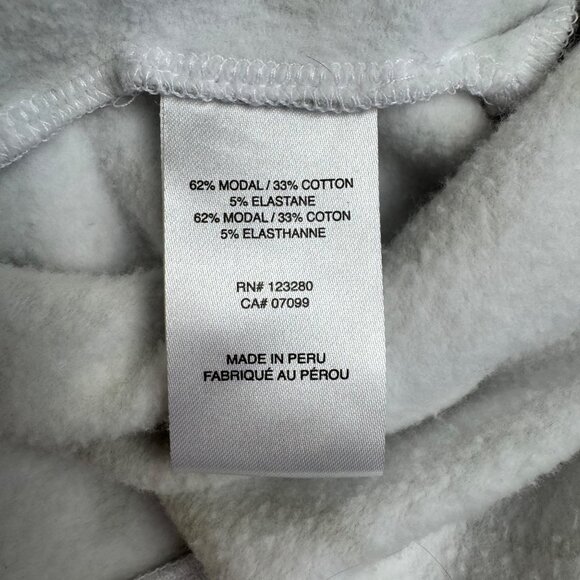 62% MODAL / 33% COTTON
5% ELASTANE
62% MODAL / 33% COTON
5% ELASTHANNE
RN# 123280
CA# 07099
MADE IN PERU
FABRIQUÉ AU PÉROU